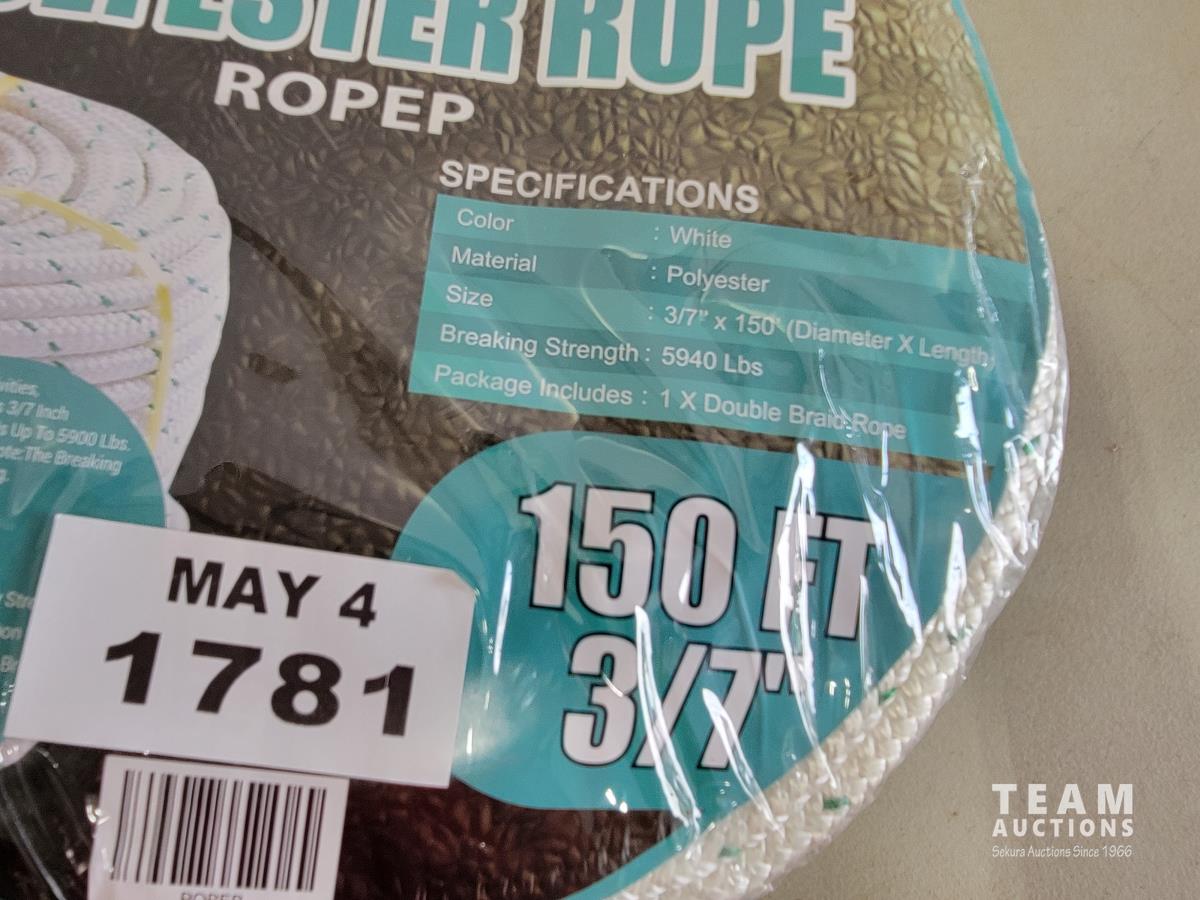 ROPE
ROPEP
SPECIFICATIONS
Color : White
Material : Polyester
Size : 3/7" x 150' (Diameter X Length
Breaking Strength : 5940 Lbs
Package Includes : 1 X Double Braid Rope
3/7 Inch
Up To 5900 Lbs.
The Breaking
150 FT
3/7"
MAY 4
1781
TEAM
AUCTIONS
Sekura Auctions Since 1966